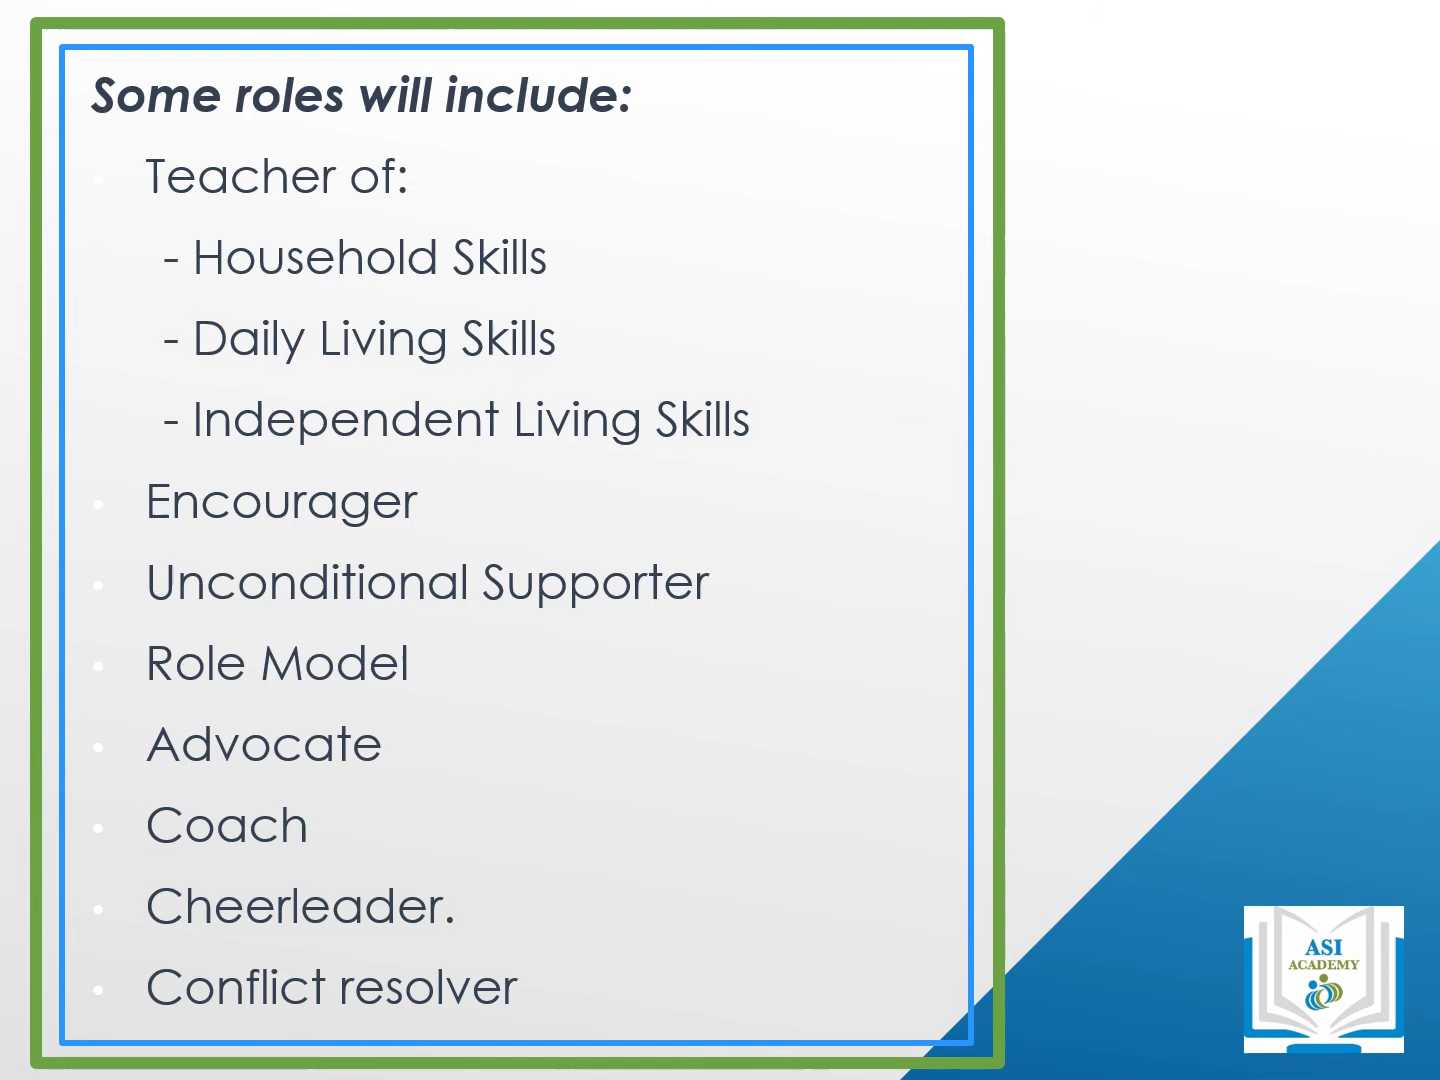 Some roles will include:
• Teacher of:
- Household Skills
- Daily Living Skills
- Independent Living Skills
• Encourager
• Unconditional Supporter
• Role Model
• Advocate
• Coach
• Cheerleader.
• Conflict resolver
ASI
ACADEMY